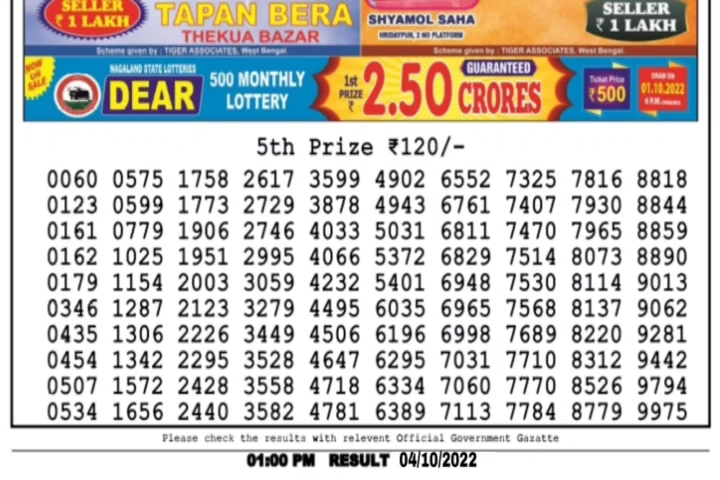 SELLER
₹ 1 LAKH
TAPAN BERA
THEKUA BAZAR
Scheme given by : TIGER ASSOCIATES, West Bengal.
SHYAMOL SAHA
HRIDAYPUR, 2 NO PLATFORM
Scheme given by : TIGER ASSOCIATES, West Bengal.
SELLER
₹ 1 LAKH
NOW ON SALE
NAGALAND STATE LOTTERIES
DEAR
500 MONTHLY
LOTTERY
1st
PRIZE
₹
2.50 CRORES
GUARANTEED
Ticket Price
₹500
DRAW ON
01.10.2022
6 P.M.
5th Prize ₹120/-
0060 0575 1758 2617 3599 4902 6552 7325 7816 8818
0123 0599 1773 2729 3878 4943 6761 7407 7930 8844
0161 0779 1906 2746 4033 5031 6811 7470 7965 8859
0162 1025 1951 2995 4066 5372 6829 7514 8073 8890
0179 1154 2003 3059 4232 5401 6948 7530 8114 9013
0346 1287 2123 3279 4495 6035 6965 7568 8137 9062
0435 1306 2226 3449 4506 6196 6998 7689 8220 9281
0454 1342 2295 3528 4647 6295 7031 7710 8312 9442
0507 1572 2428 3558 4718 6334 7060 7770 8526 9794
0534 1656 2440 3582 4781 6389 7113 7784 8779 9975
Please check the results with relevent Official Government Gazatte
01:00 PM RESULT 04/10/2022